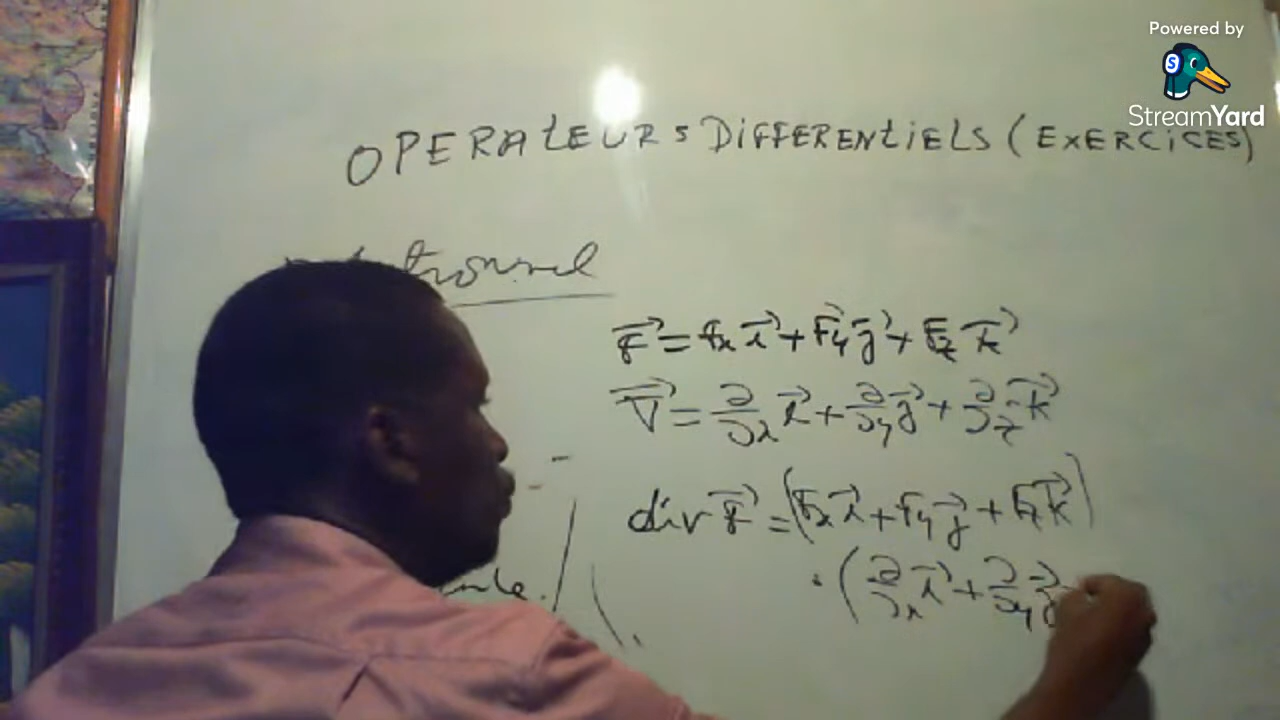 Powered by
StreamYard
OPERATEURS DIFFERENTIELS (EXERCICES)
F⃗ = Fx i⃗ + Fy j⃗ + Fz k⃗
∇⃗ = ∂/∂x i⃗ + ∂/∂y j⃗ + ∂/∂z k⃗
div F⃗ = (Fx i⃗ + Fy j⃗ + Fz k⃗)
· (∂/∂x i⃗ + ∂/∂y j⃗